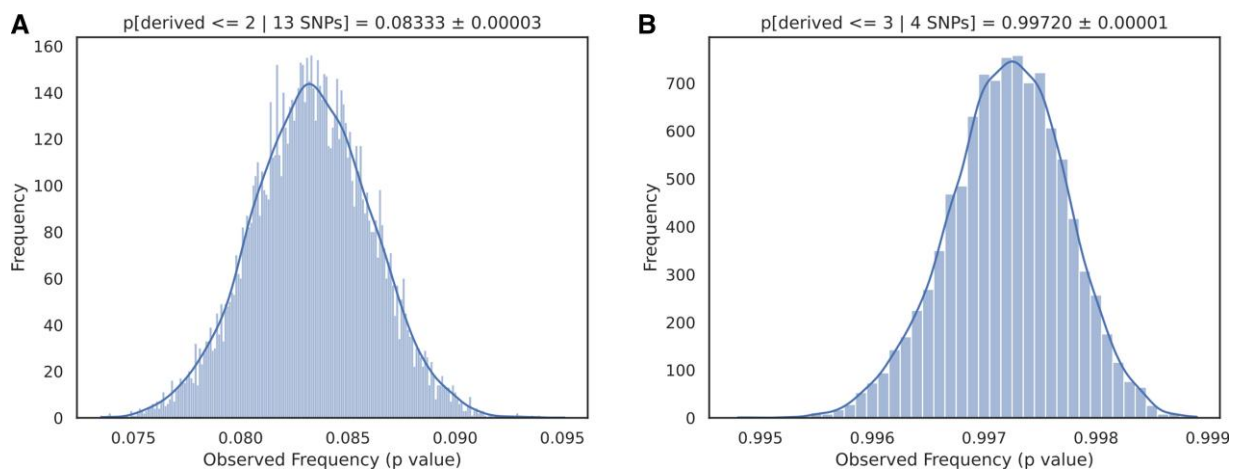 A
p[derived <= 2 | 13 SNPs] = 0.08333 ± 0.00003
160
140
120
100
80
60
40
20
0
Frequency
0.075 0.080 0.085 0.090 0.095
Observed Frequency (p value)
B
p[derived <= 3 | 4 SNPs] = 0.99720 ± 0.00001
700
600
500
400
300
200
100
0
Frequency
0.995 0.996 0.997 0.998 0.999
Observed Frequency (p value)